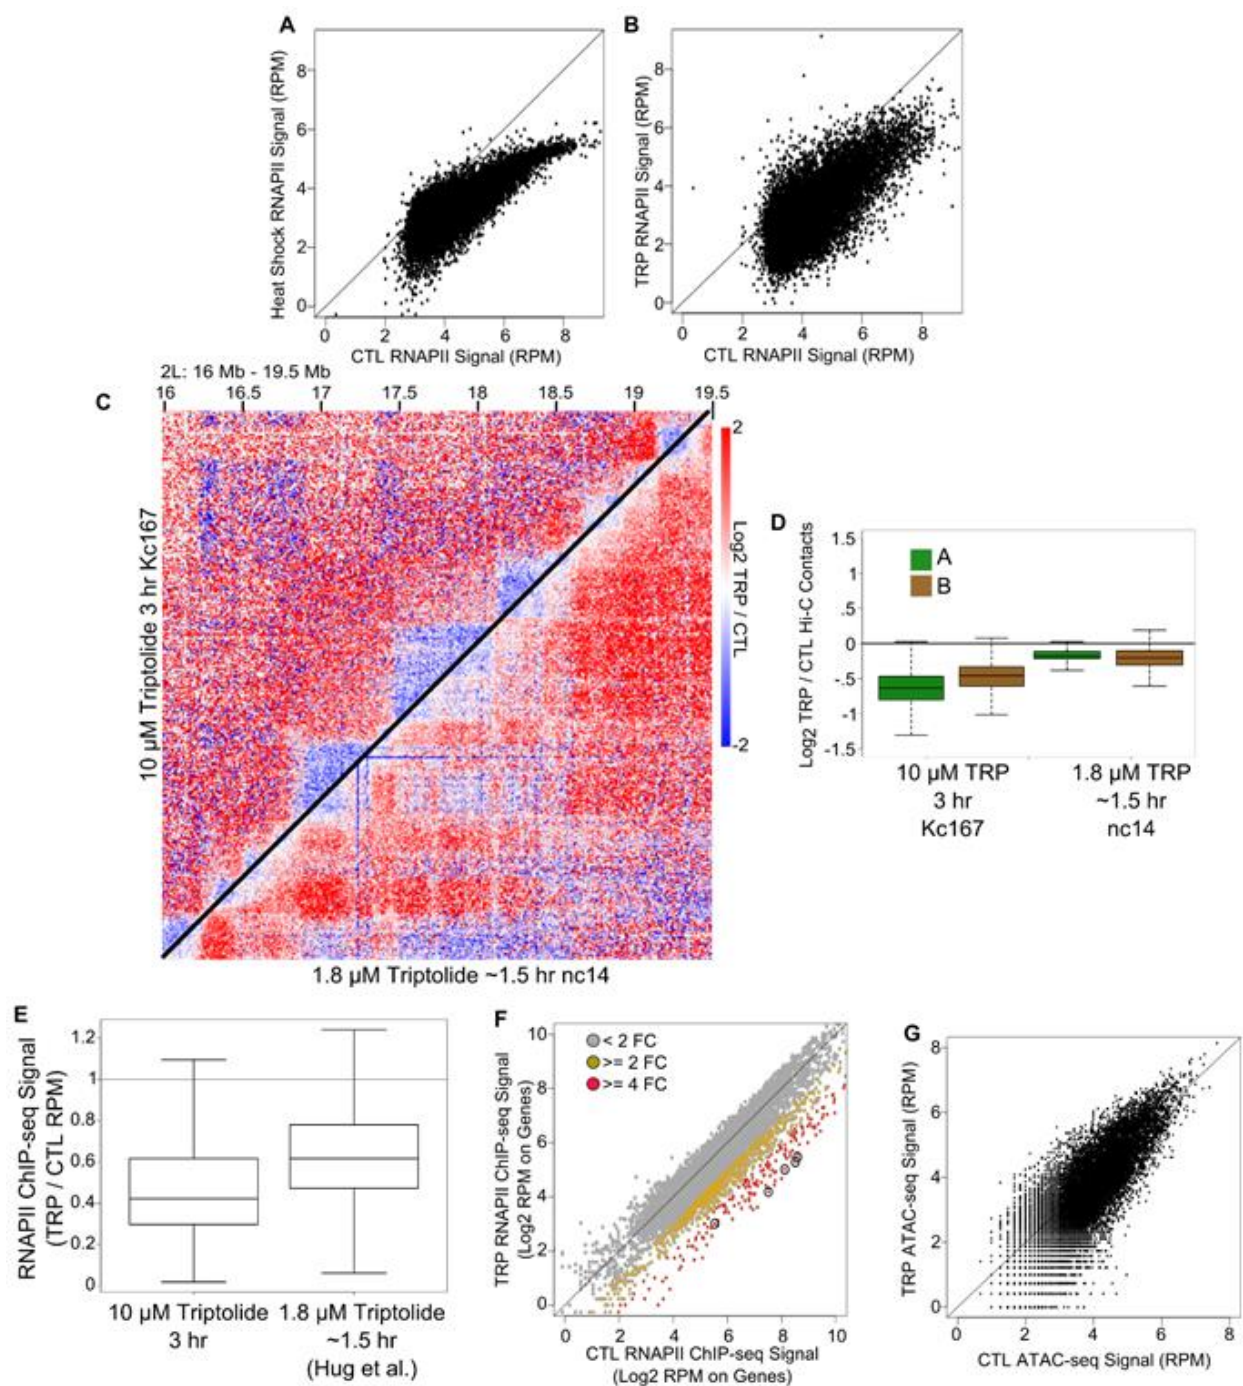 A
B
Heat Shock RNAPII Signal (RPM)
8
6
4
2
0
0 2 4 6 8
CTL RNAPII Signal (RPM)
TRP RNAPII Signal (RPM)
8
6
4
2
0
0 2 4 6 8
CTL RNAPII Signal (RPM)
2L: 16 Mb - 19.5 Mb
C
16 16.5 17 17.5 18 18.5 19 19.5
10 µM Triptolide 3 hr Kc167
2
Log2 TRP / CTL
-2
1.8 µM Triptolide ~1.5 hr nc14
D
Log2 TRP / CTL Hi-C Contacts
1.5
1
.5
0
-.5
-1
-1.5
A
B
10 µM TRP
3 hr
Kc167
1.8 µM TRP
~1.5 hr
nc14
E
RNAPII ChIP-seq Signal
(TRP / CTL RPM)
1.2
1
0.8
0.6
0.4
0.2
0
10 µM Triptolide
3 hr
1.8 µM Triptolide
~1.5 hr
(Hug et al.)
F
TRP RNAPII ChIP-seq Signal
(Log2 RPM on Genes)
10
8
6
4
2
0
< 2 FC
>= 2 FC
>= 4 FC
0 2 4 6 8 10
CTL RNAPII ChIP-seq Signal
(Log2 RPM on Genes)
G
TRP ATAC-seq Signal (RPM)
8
6
4
2
0
0 2 4 6 8
CTL ATAC-seq Signal (RPM)